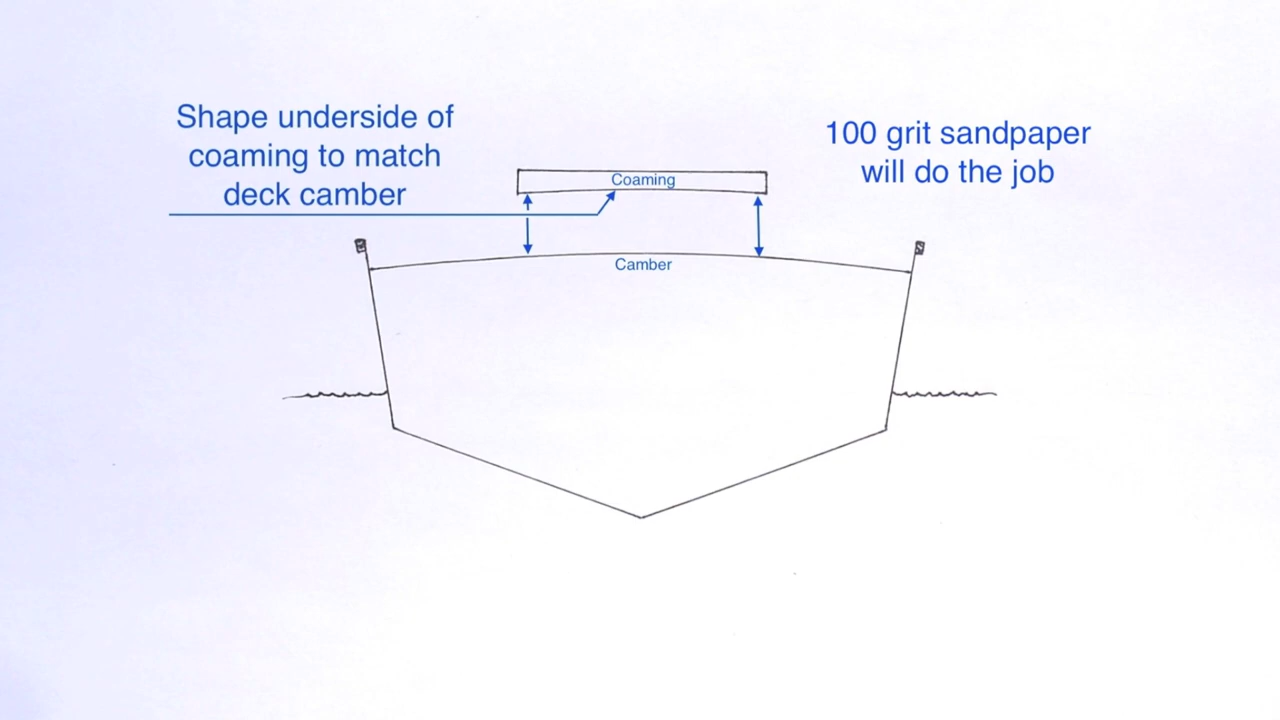 Shape underside of
coaming to match
deck camber
100 grit sandpaper
will do the job
Coaming
Camber